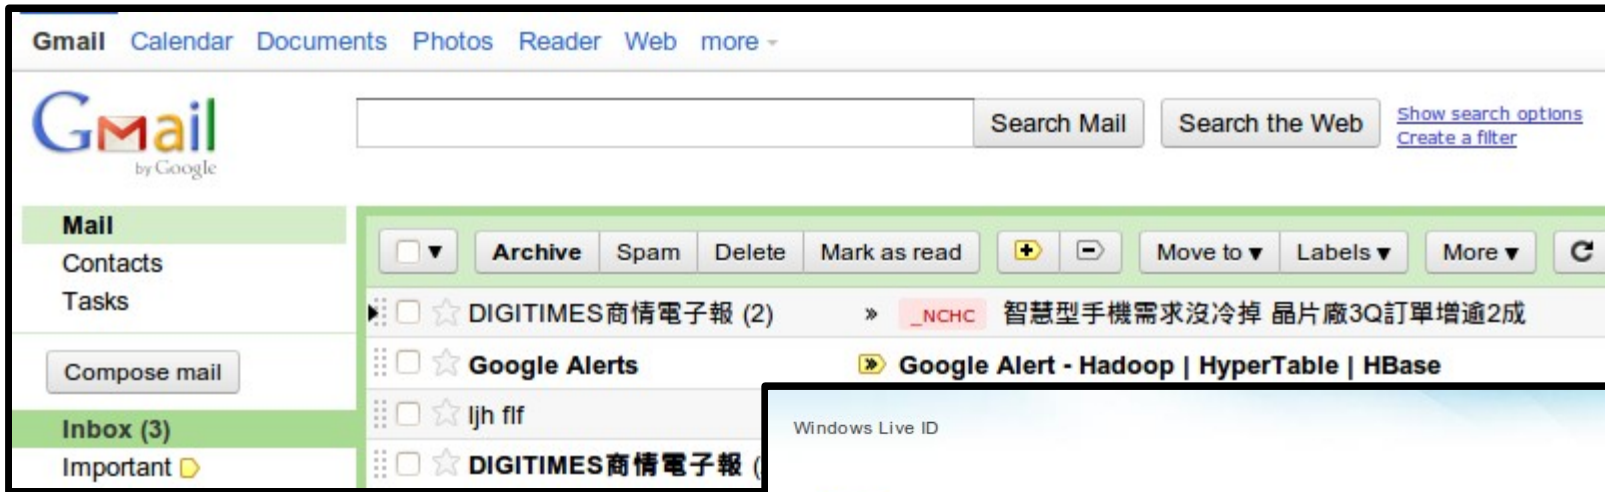 Gmail Calendar Documents Photos Reader Web more
Gmail
by Google
Search Mail Search the Web Show search options
Create a filter
Mail
Contacts
Tasks
Compose mail
Inbox (3)
Important
Archive Spam Delete Mark as read Move to Labels More
DIGITIMES商情電子報 (2) » _NCHC 智慧型手機需求沒冷掉 晶片廠3Q訂單增逾2成
Google Alerts » Google Alert - Hadoop | HyperTable | HBase
ljh flf
DIGITIMES商情電子報 (
Windows Live ID